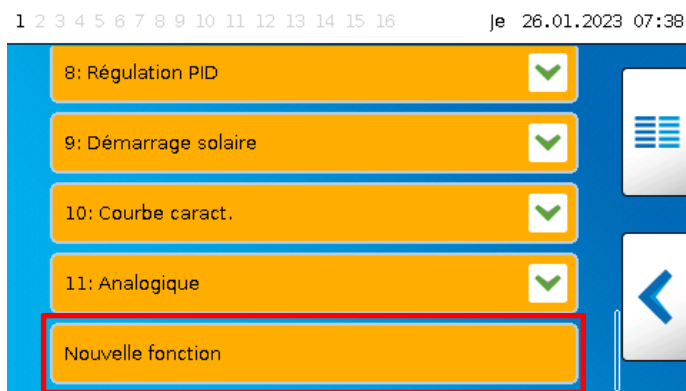 1 2 3 4 5 6 7 8 9 10 11 12 13 14 15 16 Je 26.01.2023 07:38
8: Régulation PID
9: Démarrage solaire
10: Courbe caract.
11: Analogique
Nouvelle fonction